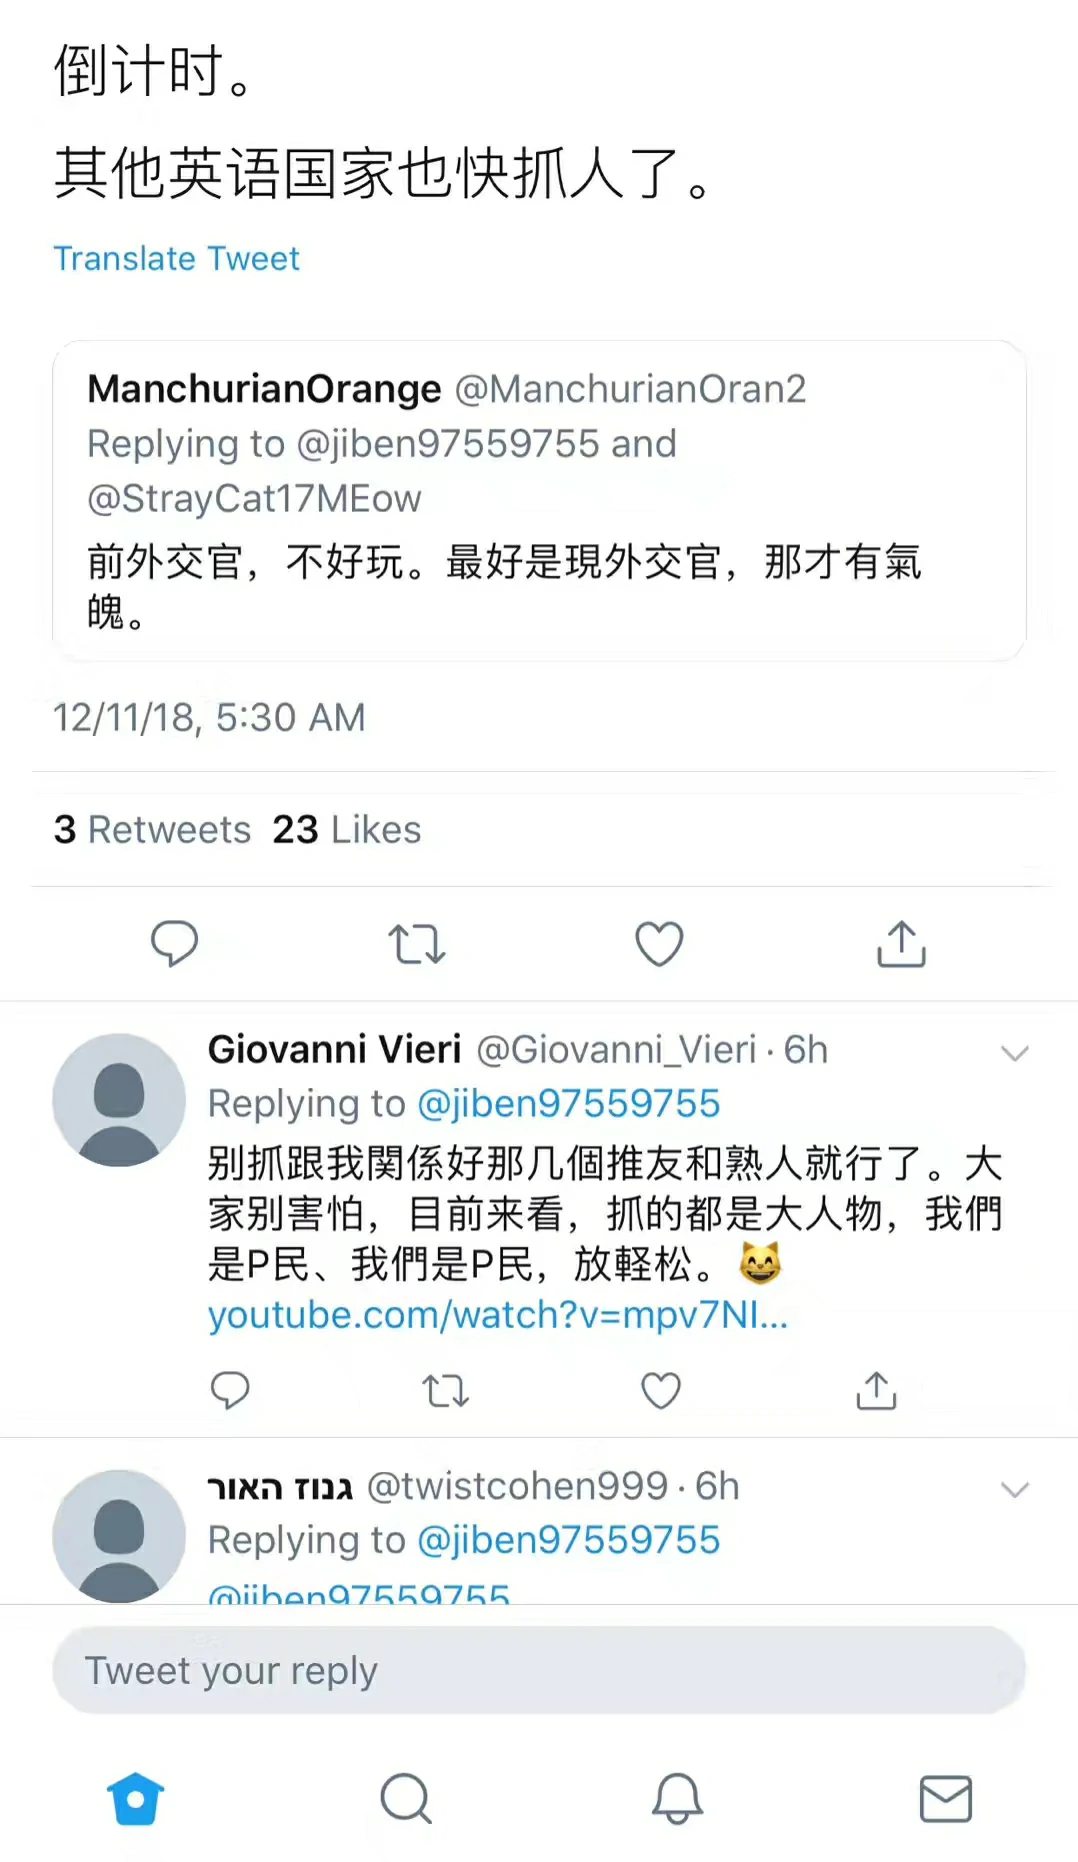 倒计时。
其他英语国家也快抓人了。
Translate Tweet
ManchurianOrange @ManchurianOran2
Replying to @jiben97559755 and
@StrayCat17MEow
前外交官，不好玩。最好是現外交官，那才有氣
魄。
12/11/18, 5:30 AM
3 Retweets 23 Likes
Giovanni Vieri @Giovanni_Vieri · 6h
Replying to @jiben97559755
别抓跟我関係好那几個推友和熟人就行了。大
家别害怕，目前来看，抓的都是大人物，我們
是P民、我們是P民，放軽松。😸
youtube.com/watch?v=mpv7NI...
גנוז האור @twistcohen999 · 6h
Replying to @jiben97559755
@jiben97559755
Tweet your reply